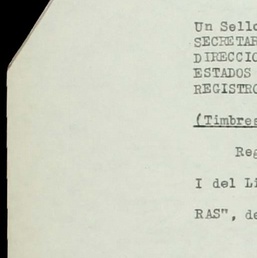 Un Sello
SECRETAR
DIRECCIO
ESTADOS
REGISTRO
(Timbres
Reg
I del Li
RAS", de